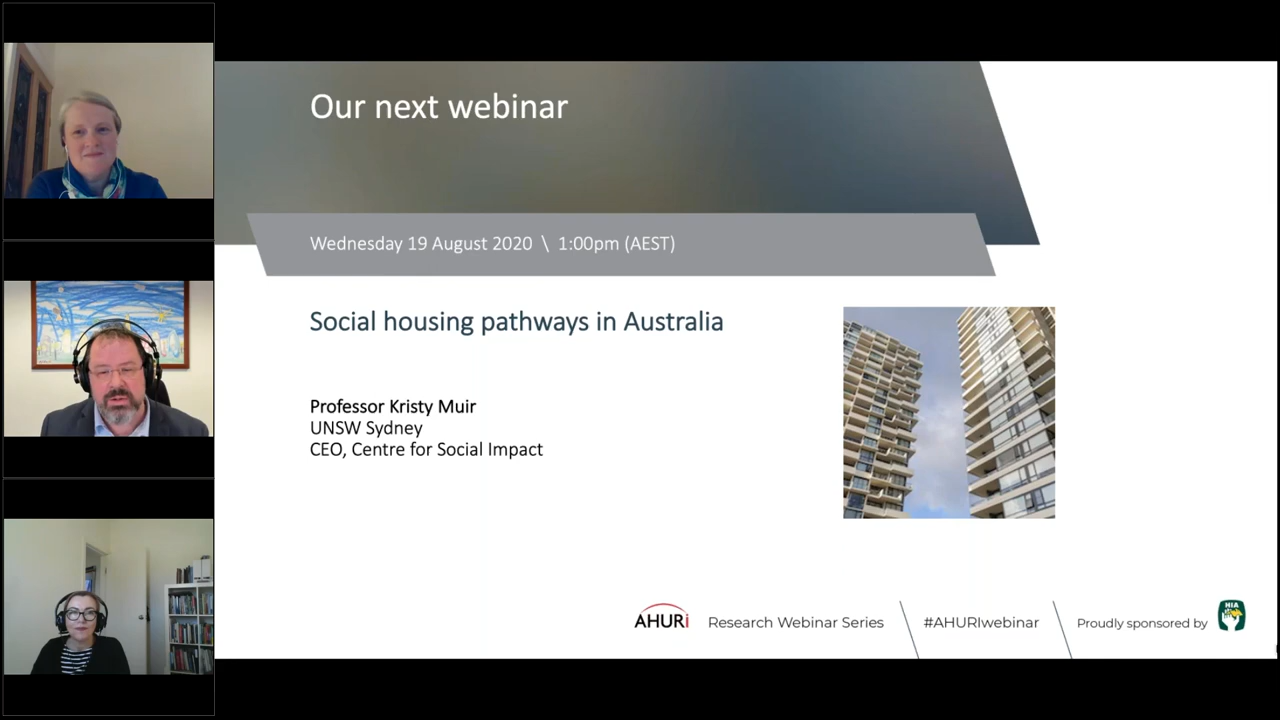 Our next webinar
Wednesday 19 August 2020 \ 1:00pm (AEST)
Social housing pathways in Australia
Professor Kristy Muir
UNSW Sydney
CEO, Centre for Social Impact
AHURi Research Webinar Series #AHURIwebinar Proudly sponsored by HIA